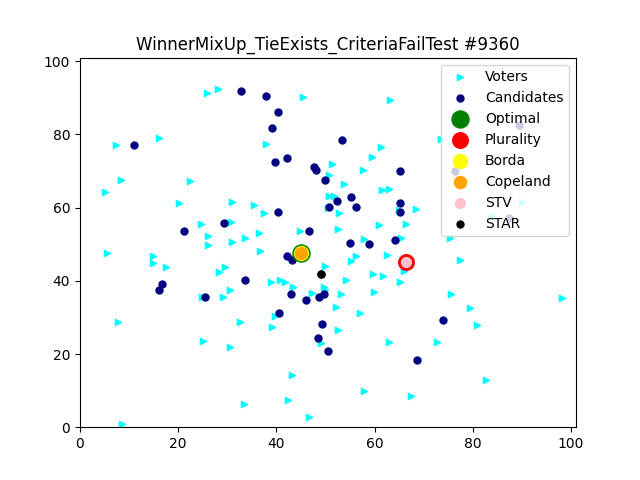 WinnerMixUp_TieExists_CriteriaFailTest #9360
100
80
60
40
20
0
0 20 40 60 80 100
Voters
Candidates
Optimal
Plurality
Borda
Copeland
STV
STAR